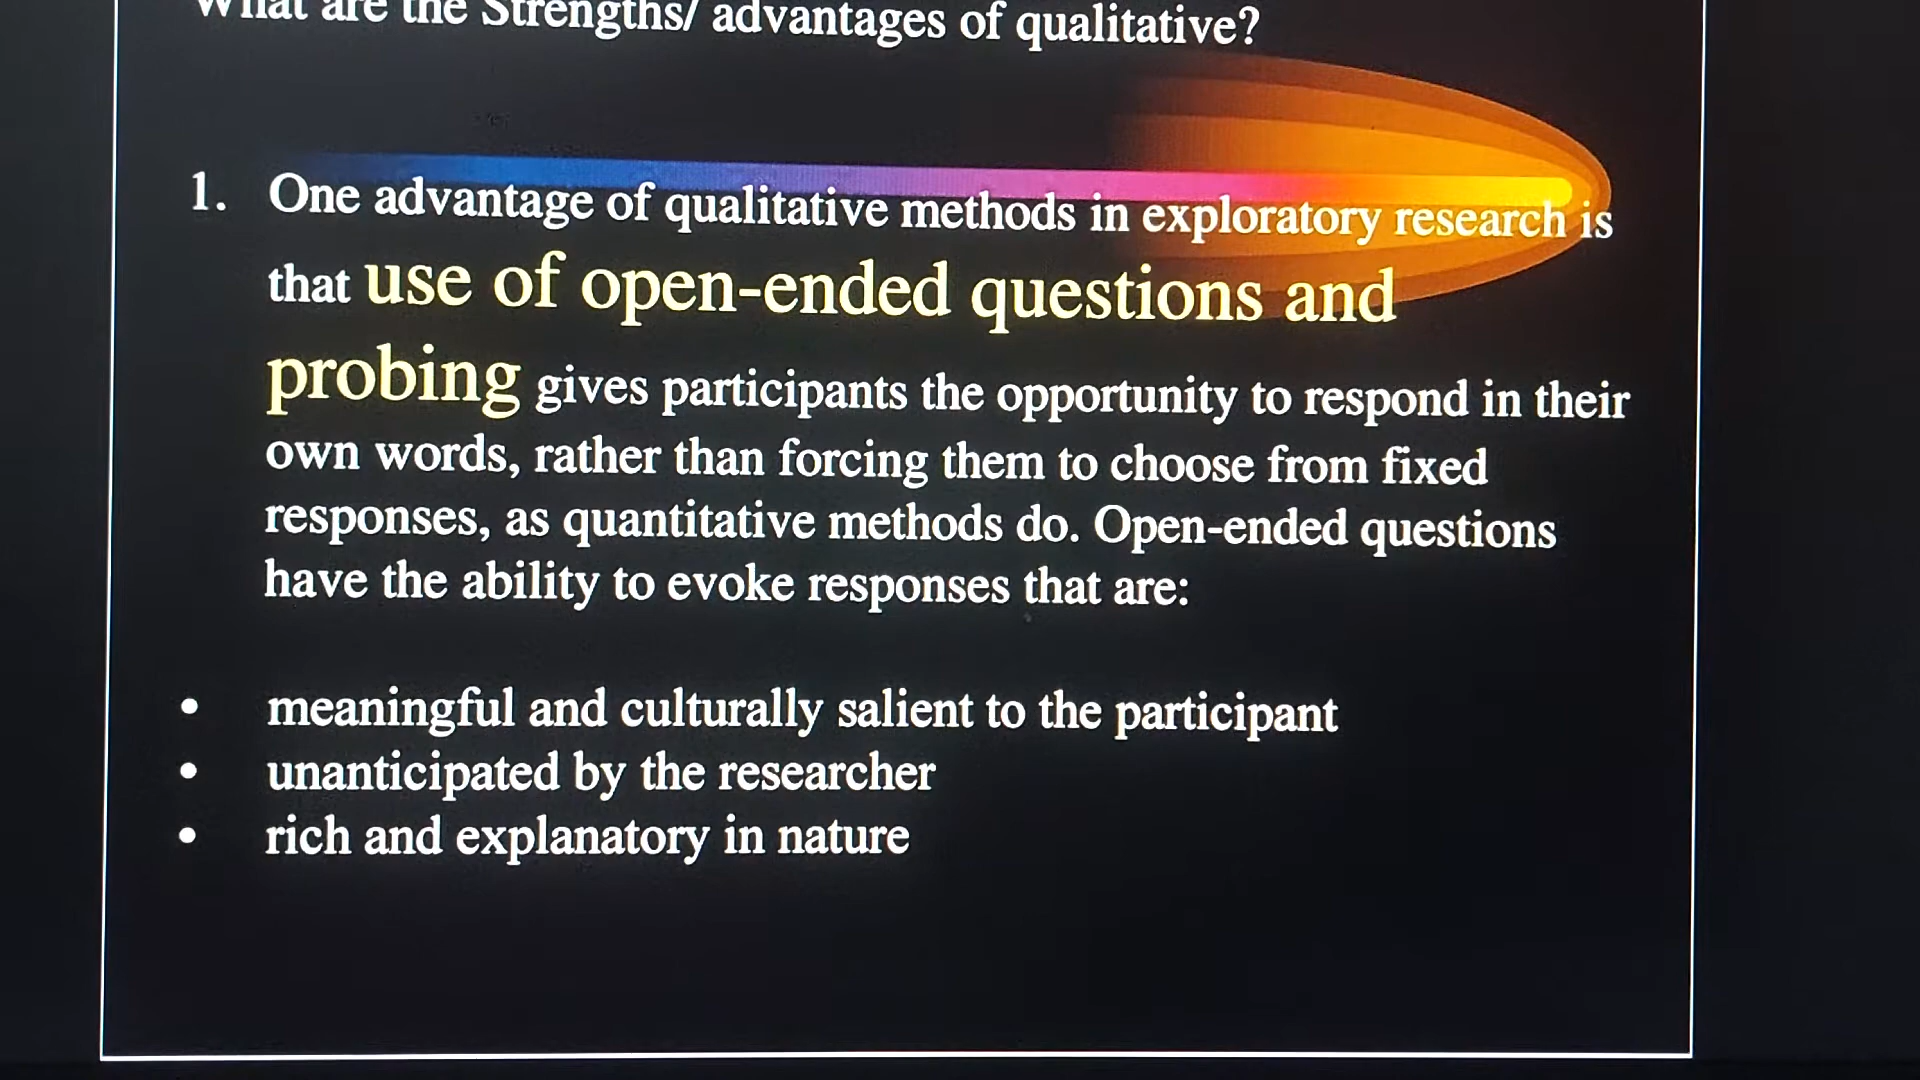 What are the Strengths/ advantages of qualitative?
1. One advantage of qualitative methods in exploratory research is
that use of open-ended questions and
probing gives participants the opportunity to respond in their
own words, rather than forcing them to choose from fixed
responses, as quantitative methods do. Open-ended questions
have the ability to evoke responses that are:
• meaningful and culturally salient to the participant
• unanticipated by the researcher
• rich and explanatory in nature